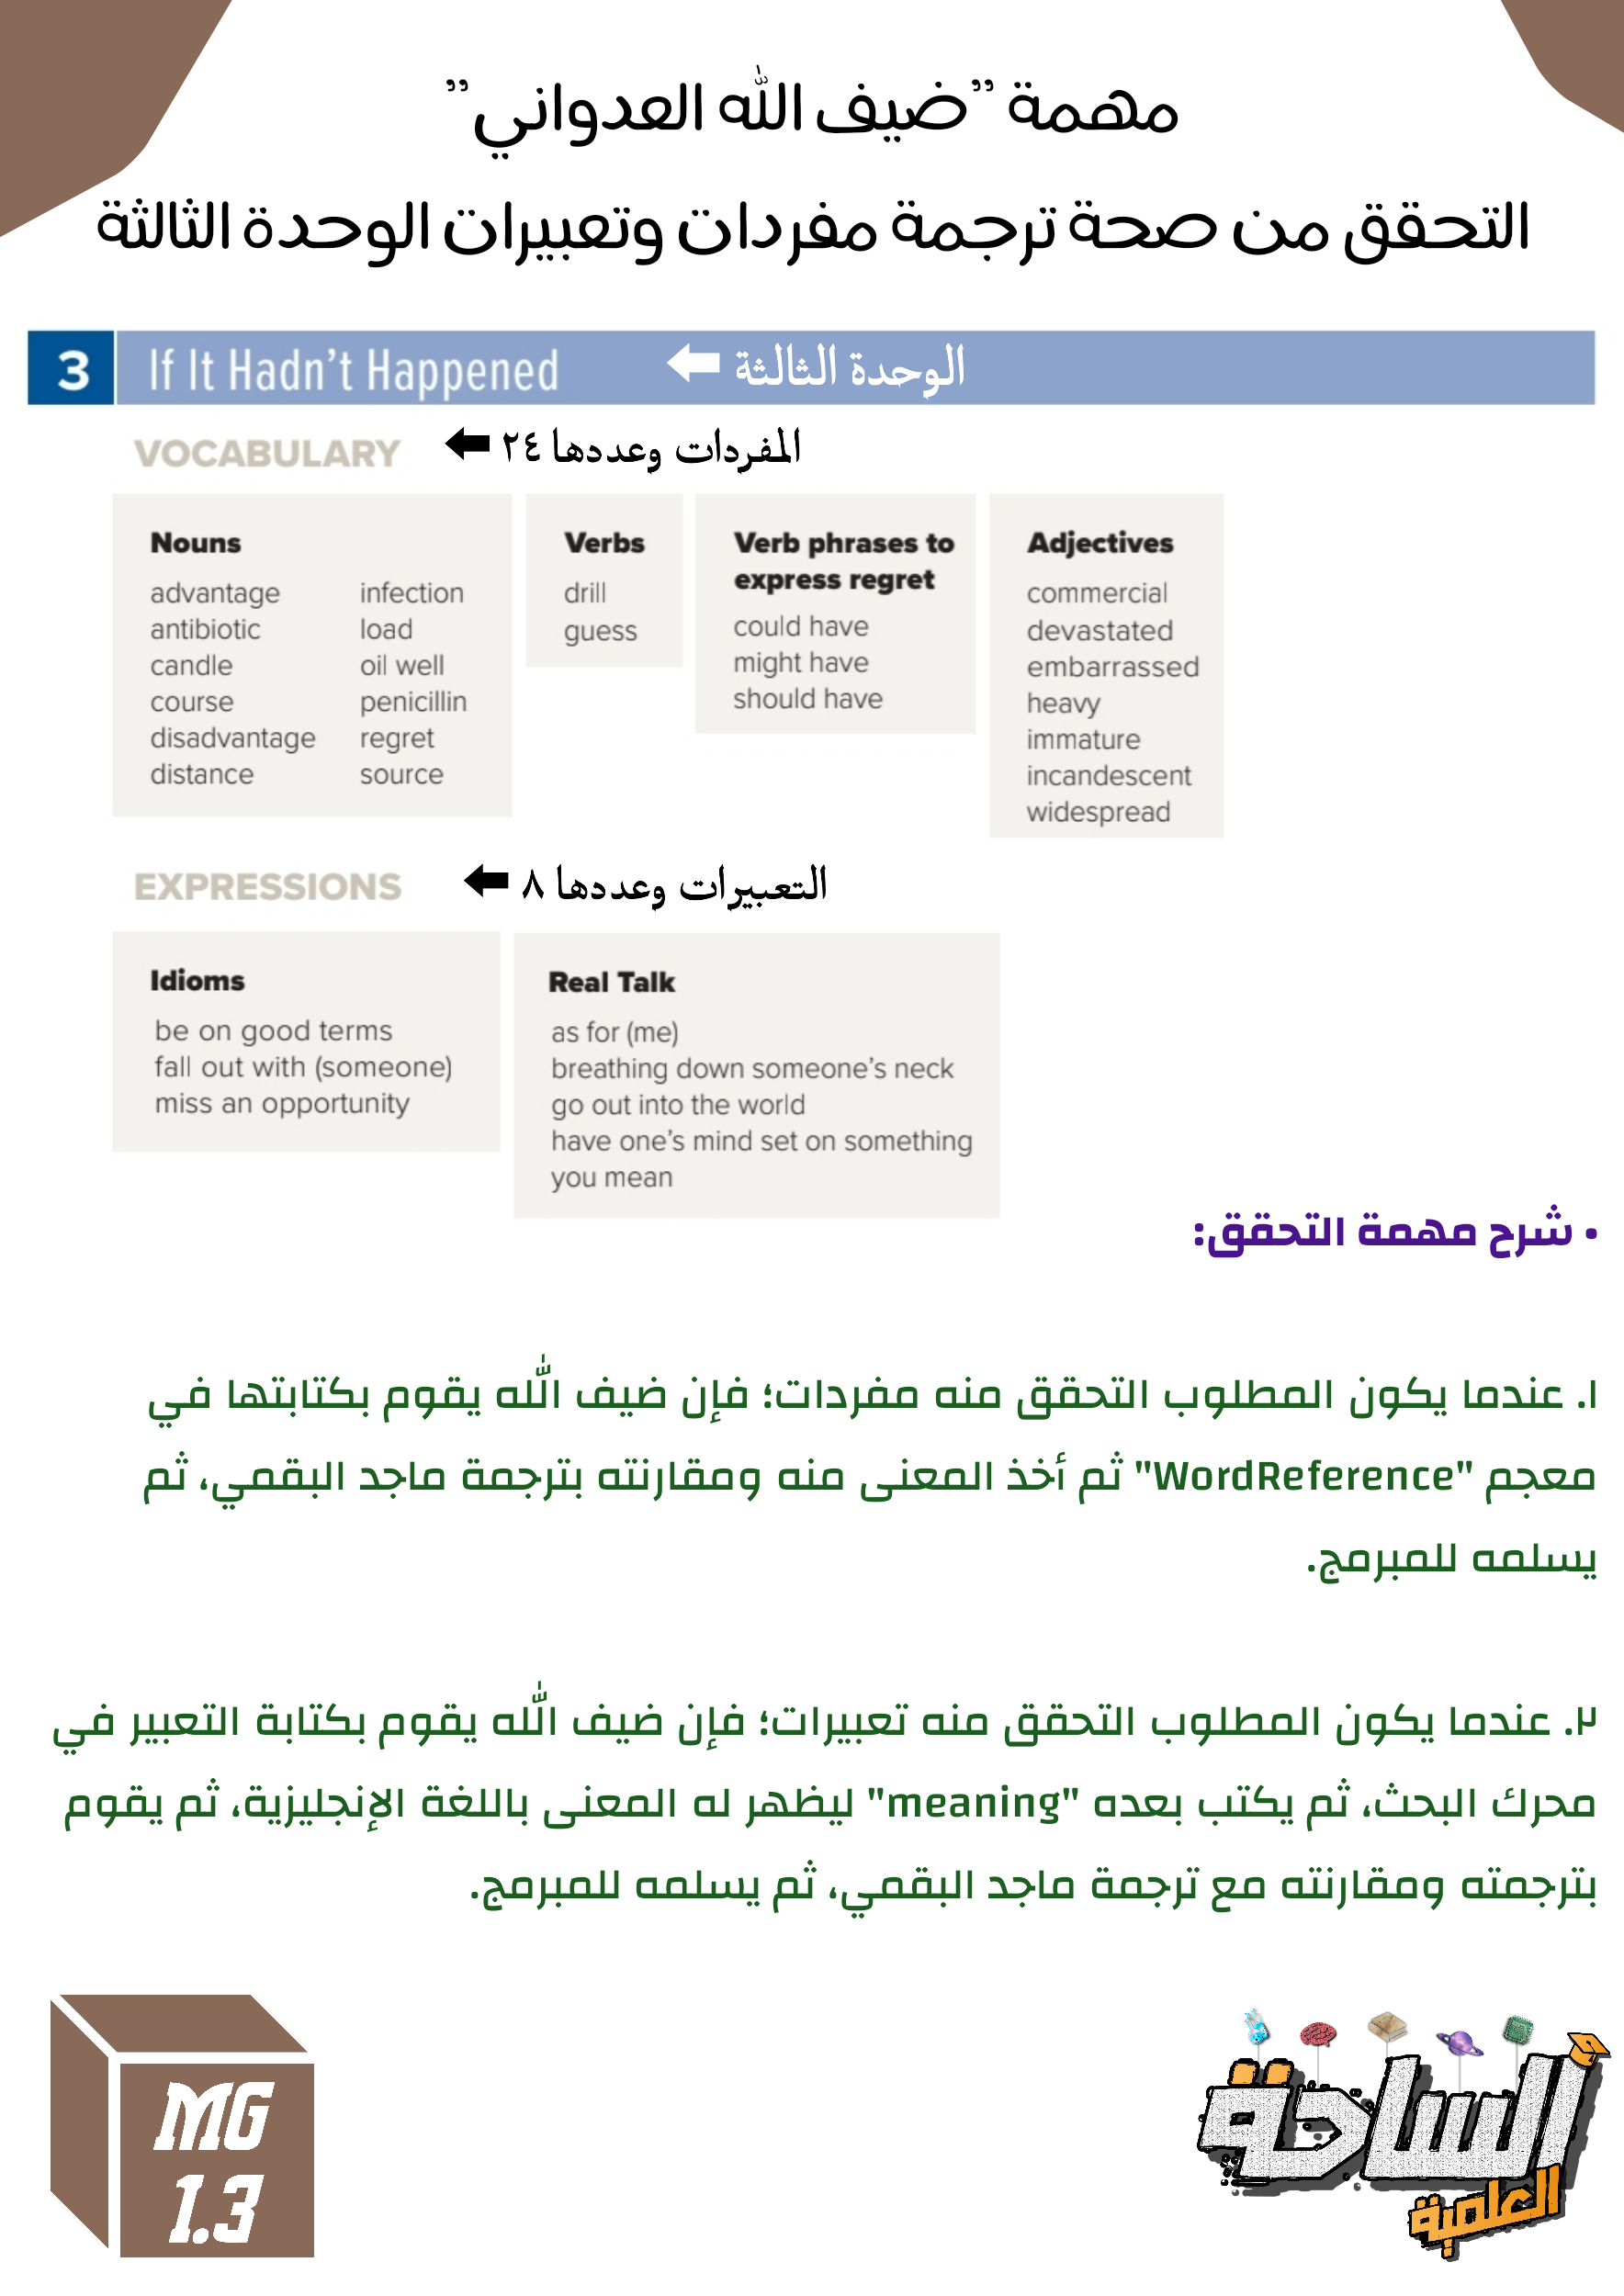 مهمة "ضيف الله العدواني"
التحقق من صحة ترجمة مفردات وتعبيرات الوحدة الثالثة
3 If It Hadn't Happened ⬅ الوحدة الثالثة
VOCABULARY ⬅ المفردات وعددها ٢٤
Nouns
advantage
antibiotic
candle
course
disadvantage
distance
infection
load
oil well
penicillin
regret
source
Verbs
drill
guess
Verb phrases to
express regret
could have
might have
should have
Adjectives
commercial
devastated
embarrassed
heavy
immature
incandescent
widespread
EXPRESSIONS ⬅ التعبيرات وعددها ٨
Idioms
be on good terms
fall out with (someone)
miss an opportunity
Real Talk
as for (me)
breathing down someone's neck
go out into the world
have one's mind set on something
you mean
• شرح مهمة التحقق:
١. عندما يكون المطلوب التحقق منه مفردات؛ فإن ضيف الله يقوم بكتابتها في
معجم "WordReference" ثم أخذ المعنى منه ومقارنته بترجمة ماجد البقمي، ثم
يسلمه للمبرمج.
٢. عندما يكون المطلوب التحقق منه تعبيرات؛ فإن ضيف الله يقوم بكتابة التعبير في
محرك البحث، ثم يكتب بعده "meaning" ليظهر له المعنى باللغة الإنجليزية، ثم يقوم
بترجمته ومقارنته مع ترجمة ماجد البقمي، ثم يسلمه للمبرمج.
MG
1.3
الساحة
العلمية